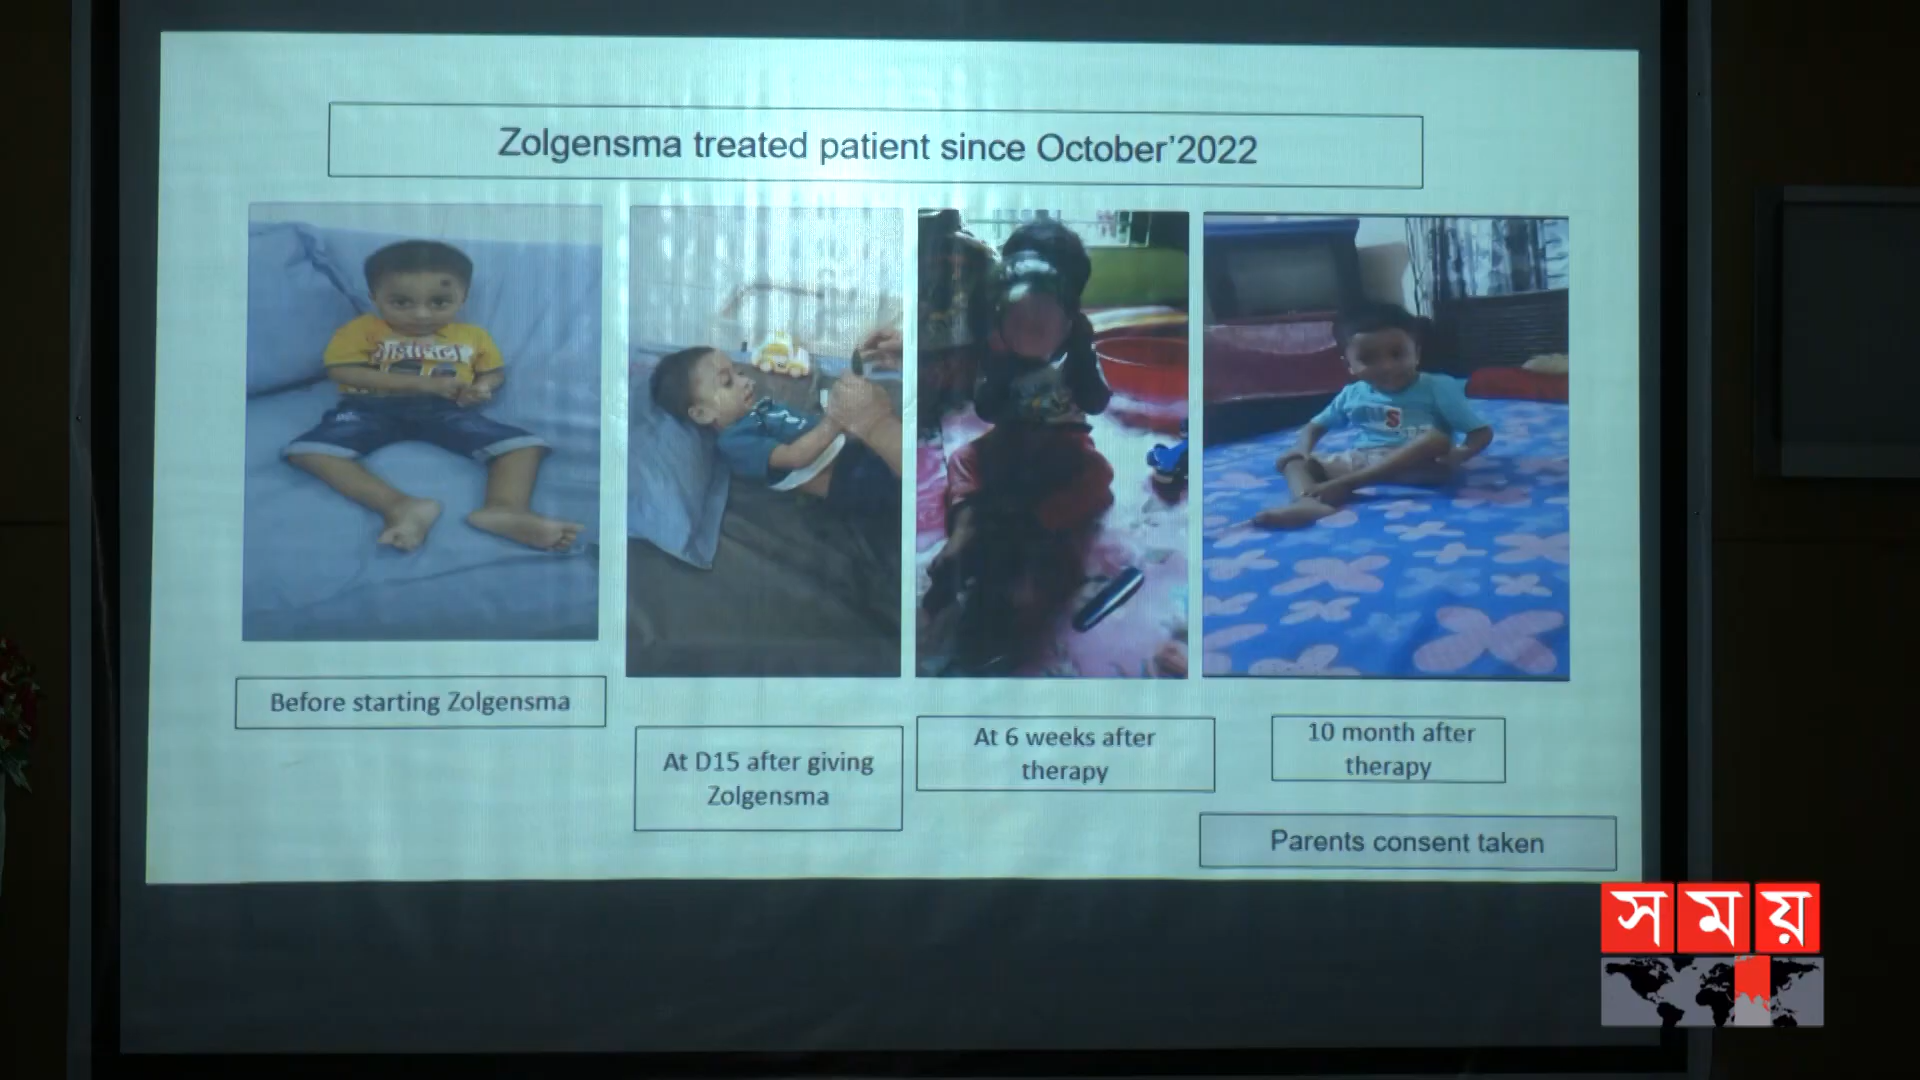 Zolgensma treated patient since October'2022
Before starting Zolgensma
At D15 after giving
Zolgensma
At 6 weeks after
therapy
10 month after
therapy
Parents consent taken
সময়